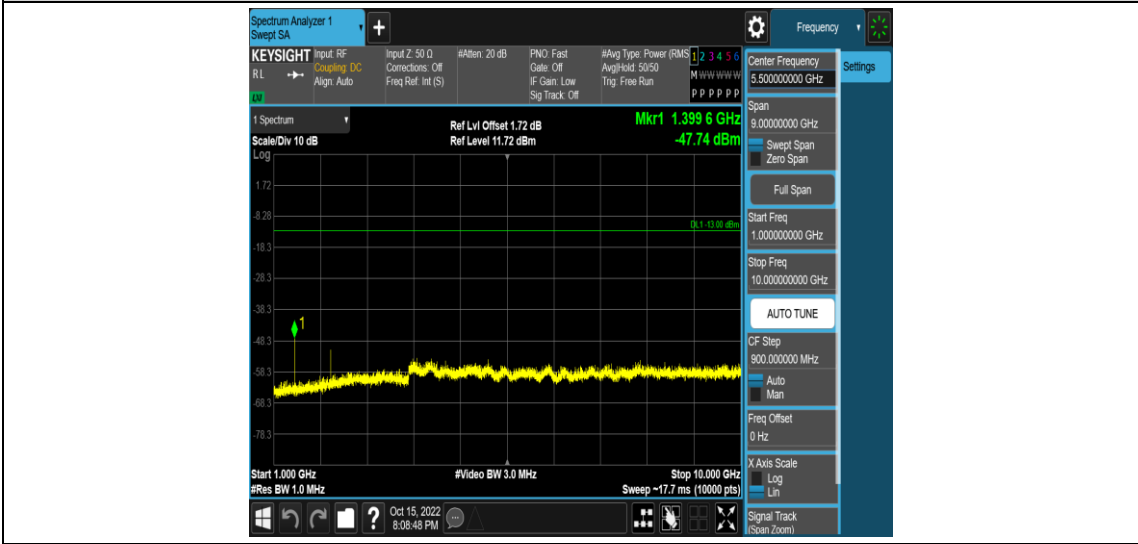 Spectrum Analyzer 1
Swept SA
Frequency
KEYSIGHT
RL
LM
Input: RF
Coupling: DC
Align: Auto
Input Z: 50 Ω
Corrections: Off
Freq Ref: Int (S)
#Atten: 20 dB
PNO: Fast
Gate: Off
IF Gain: Low
Sig Track: Off
#Avg Type: Power (RMS
Avg|Hold: 50/50
Trig: Free Run
1 2 3 4 5 6
M W W W W W
P P P P P P
1 Spectrum
Scale/Div 10 dB
Log
Ref Lvl Offset 1.72 dB
Ref Level 11.72 dBm
Mkr1 1.399 6 GHz
-47.74 dBm
1.72
-8.28
-18.3
-28.3
-38.3
-48.3
-58.3
-68.3
-78.3
DL1 -13.00 dBm
1
Start 1.000 GHz
#Res BW 1.0 MHz
#Video BW 3.0 MHz
Stop 10.000 GHz
Sweep ~17.7 ms (10000 pts)
?
Oct 15, 2022
8:08:48 PM
Center Frequency
5.500000000 GHz
Settings
Span
9.00000000 GHz
Swept Span
Zero Span
Full Span
Start Freq
1.000000000 GHz
Stop Freq
10.000000000 GHz
AUTO TUNE
CF Step
900.000000 MHz
Auto
Man
Freq Offset
0 Hz
X Axis Scale
Log
Lin
Signal Track
(Span Zoom)